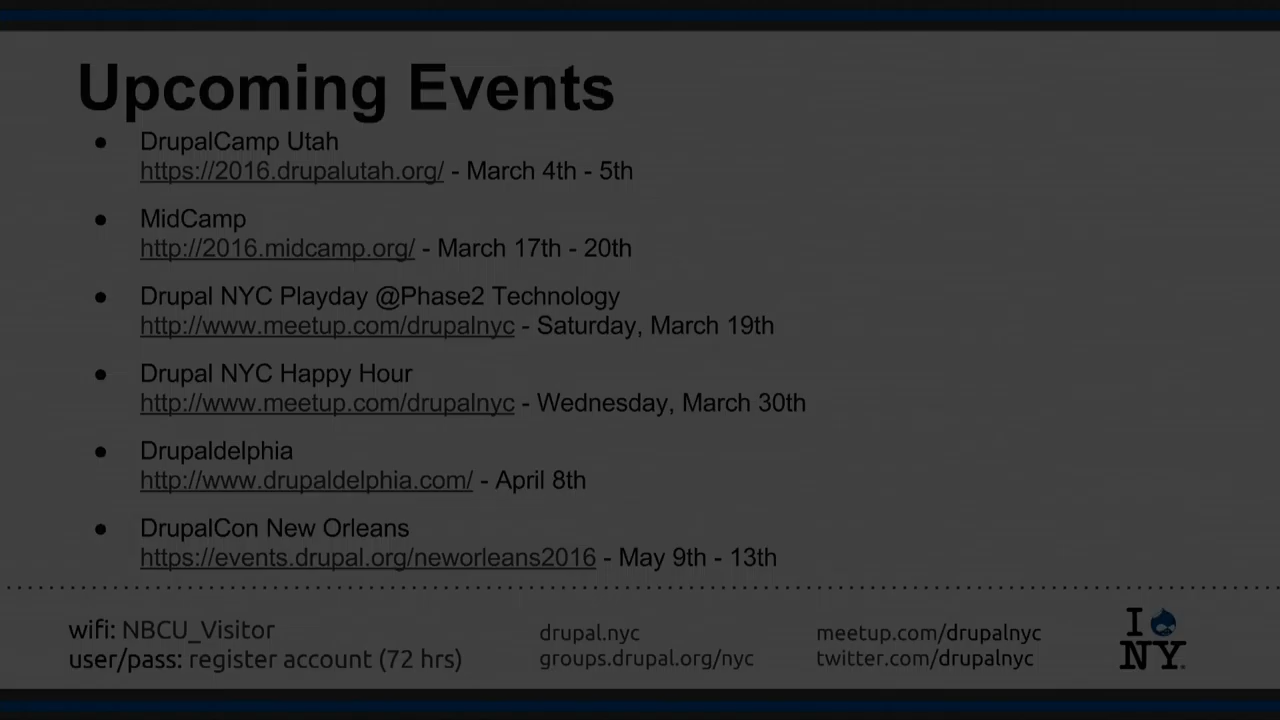 Upcoming Events
● DrupalCamp Utah
https://2016.drupalutah.org/ - March 4th - 5th
● MidCamp
http://2016.midcamp.org/ - March 17th - 20th
● Drupal NYC Playday @Phase2 Technology
http://www.meetup.com/drupalnyc - Saturday, March 19th
● Drupal NYC Happy Hour
http://www.meetup.com/drupalnyc - Wednesday, March 30th
● Drupaldelphia
http://www.drupaldelphia.com/ - April 8th
● DrupalCon New Orleans
https://events.drupal.org/neworleans2016 - May 9th - 13th
wifi: NBCU_Visitor
user/pass: register account (72 hrs)
drupal.nyc
groups.drupal.org/nyc
meetup.com/drupalnyc
twitter.com/drupalnyc
I
NY.